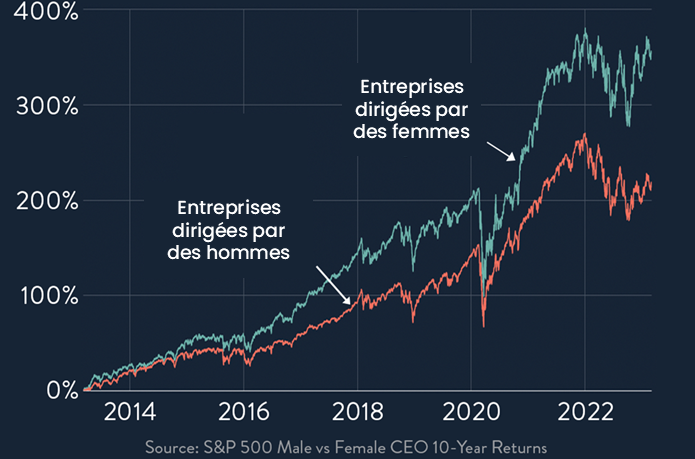 400%
Entreprises
dirigées par
des femmes
300%
200%
Entreprises
dirigées par
des hommes
100%
0%
2014 2016 2018 2020 2022
Source: S&P 500 Male vs Female CEO 10-Year Returns